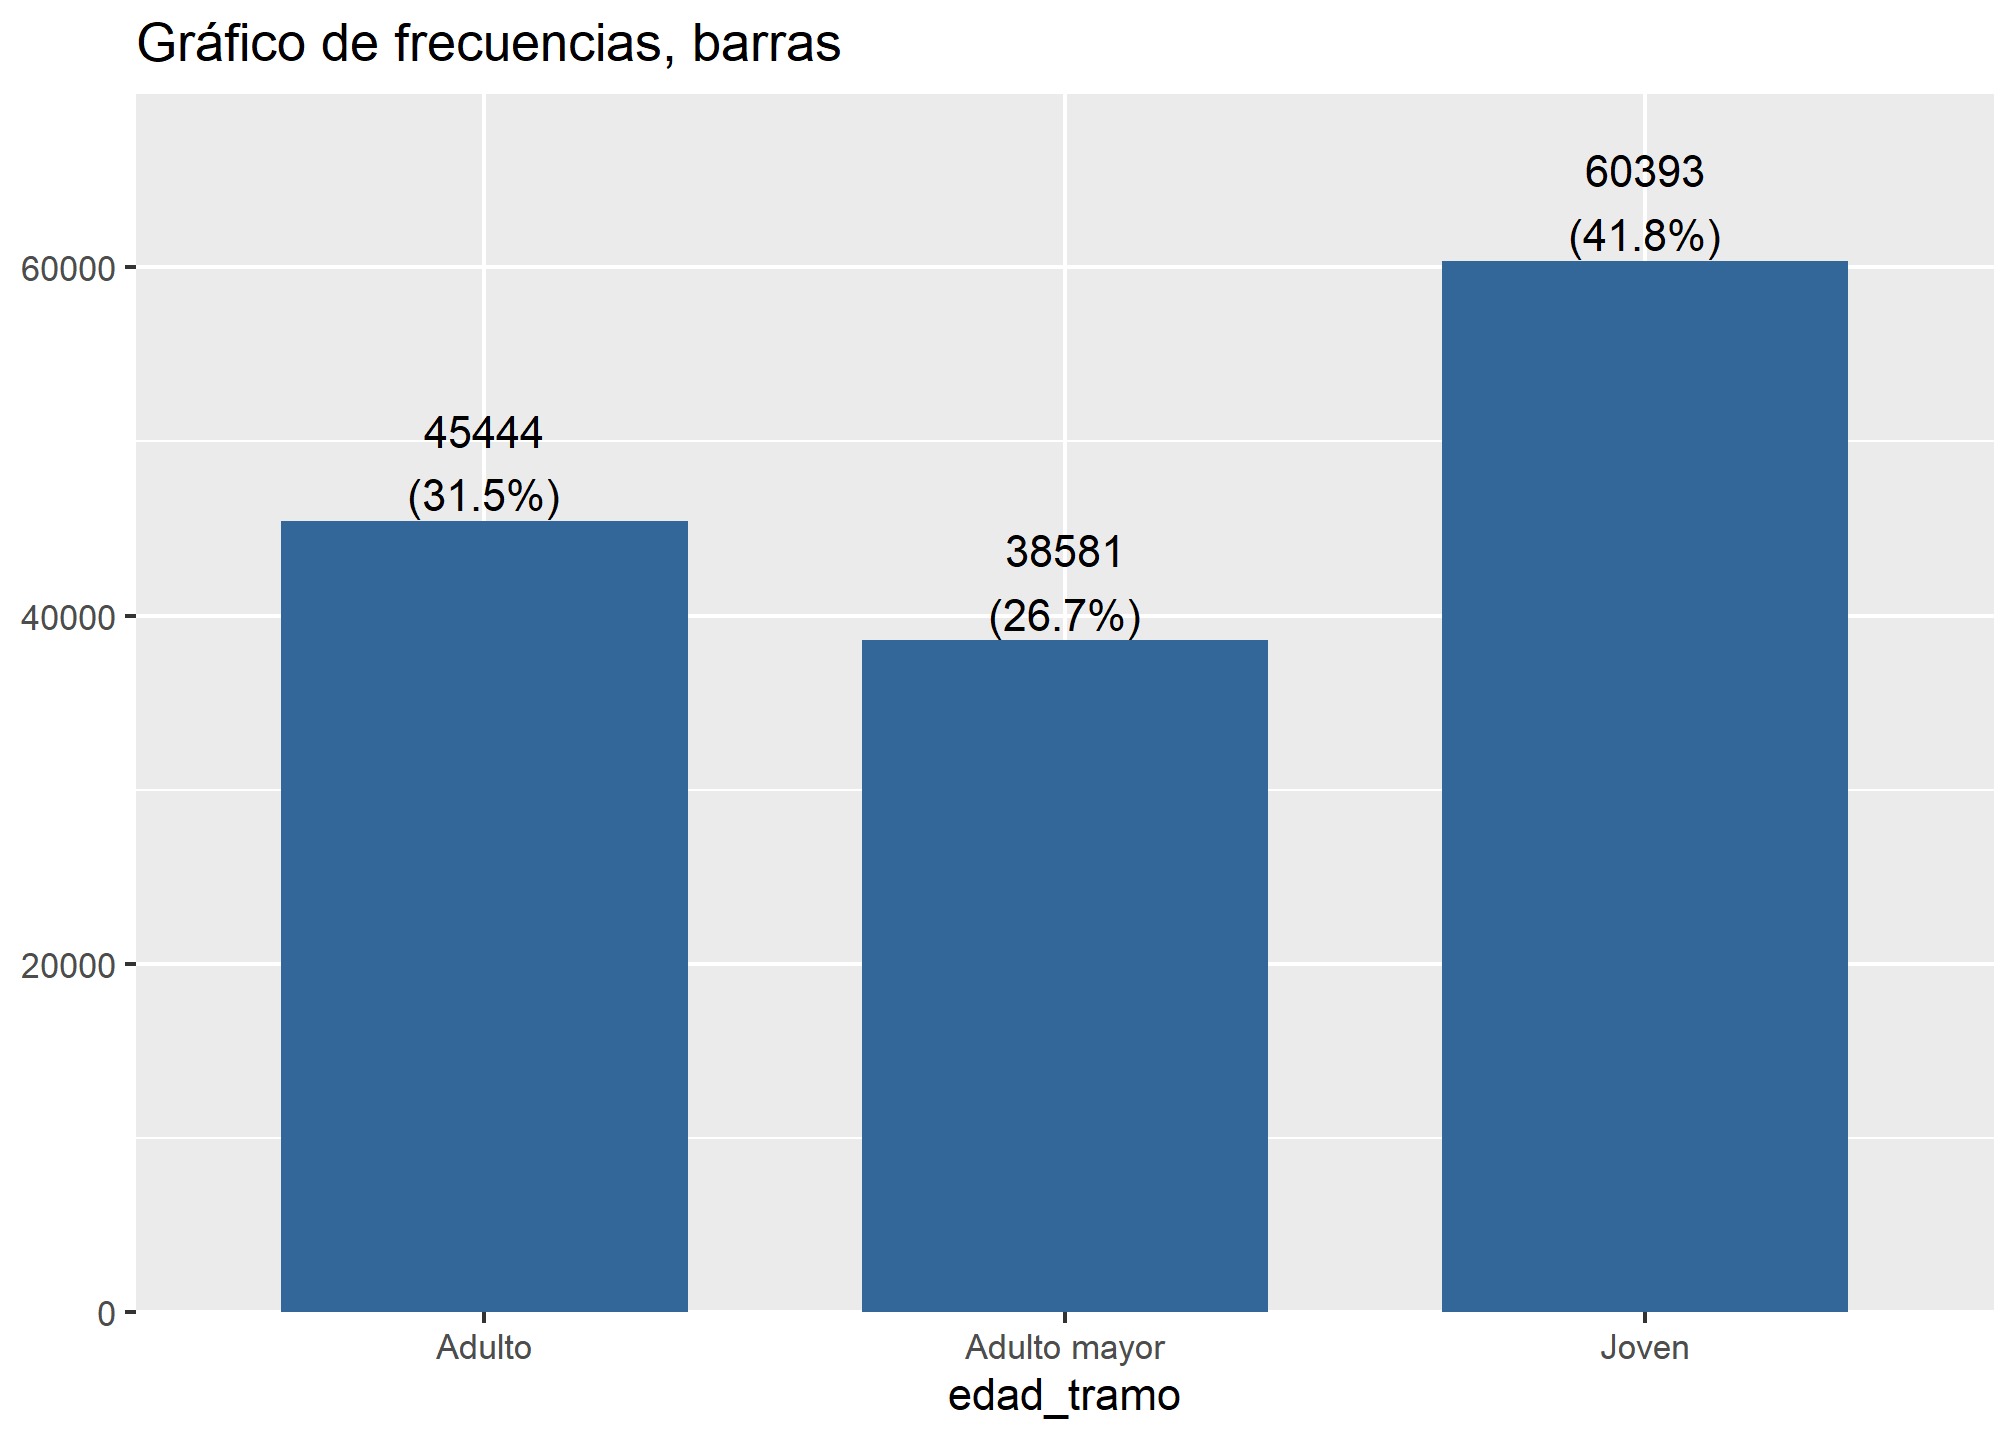 Gráfico de frecuencias, barras
60393
(41.8%)
60000
45444
(31.5%)
38581
(26.7%)
40000
20000
0
Adulto
Adulto mayor
Joven
edad_tramo